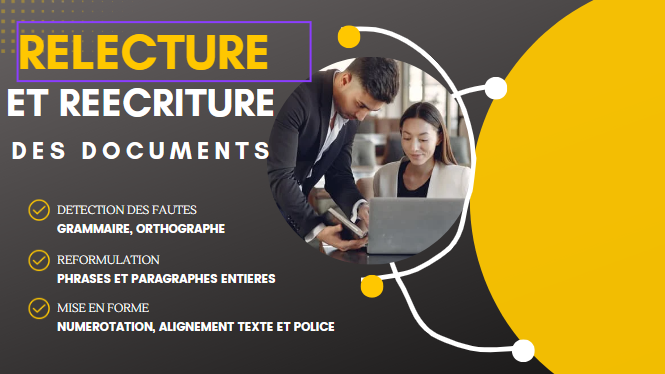 RELECTURE
ET REECRITURE
DES DOCUMENTS
DETECTION DES FAUTES
GRAMMAIRE, ORTHOGRAPHE
REFORMULATION
PHRASES ET PARAGRAPHES ENTIERES
MISE EN FORME
NUMEROTATION, ALIGNEMENT TEXTE ET POLICE